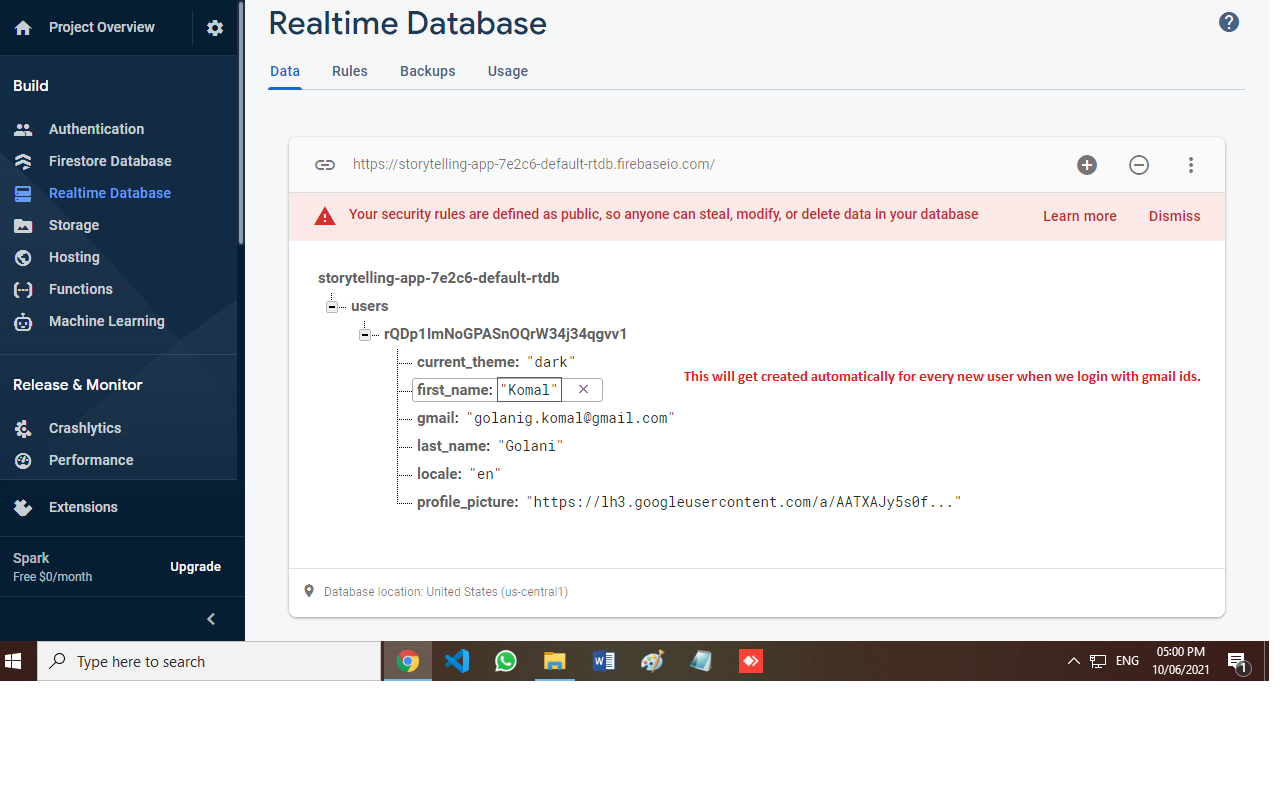 Project Overview
Realtime Database
Data Rules Backups Usage
Build
Authentication
Firestore Database
Realtime Database
Storage
Hosting
Functions
Machine Learning
Release & Monitor
Crashlytics
Performance
Extensions
Spark
Free $0/month
Upgrade
https://storytelling-app-7e2c6-default-rtdb.firebaseio.com/
Your security rules are defined as public, so anyone can steal, modify, or delete data in your database Learn more Dismiss
storytelling-app-7e2c6-default-rtdb
users
rQDp1ImNoGPASnOQrW34j34qgvv1
current_theme: "dark"
first_name: "Komal" ×
This will get created automatically for every new user when we login with gmail ids.
gmail: "golanig.komal@gmail.com"
last_name: "Golani"
locale: "en"
profile_picture: "https://lh3.googleusercontent.com/a/AATXAJy5s0f..."
Database location: United States (us-central1)
Type here to search
ENG
05:00 PM
10/06/2021
1